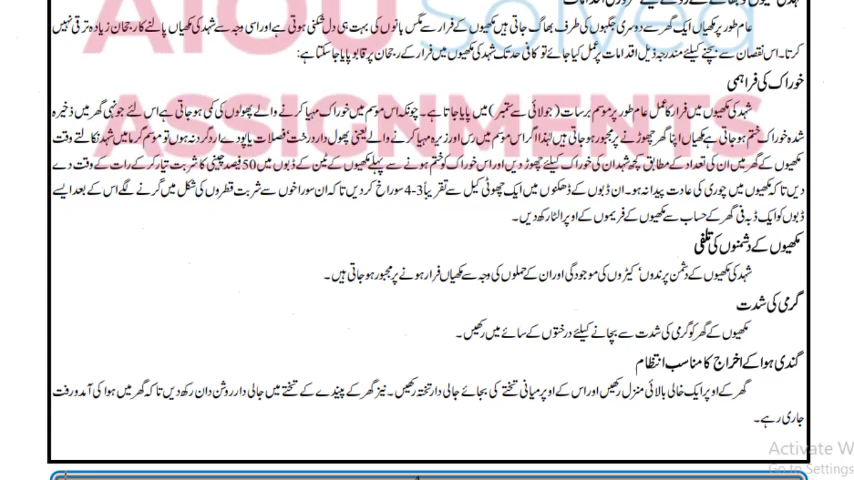 عام طور پر مکھیاں ایک گھر سے دوسری جگہوں کی طرف بھاگ جاتی ہیں مکھیوں کے فرار سے مگس بانوں کی بہت ہی دل شکنی ہوتی ہے اور اسی وجہ سے شہد کی مکھیاں پالنے کا رجحان زیادہ ترقی نہیں
کرتا۔ اس نقصان سے بچنے کیلئے مندرجہ ذیل اقدامات پر عمل کیا جائے تو کافی حد تک شہد کی مکھیوں میں فرار کے رجحان پر قابو پایا جا سکتا ہے:
خوراک کی فراہمی
شہد کی مکھیوں میں فرار کا عمل عام طور پر موسم برسات (جولائی سے ستمبر) میں پایا جاتا ہے۔ چونکہ اس موسم میں خوراک مہیا کرنے والے پھولوں کی کمی ہو جاتی ہے اس لئے جونہی گھر میں ذخیرہ
شدہ خوراک ختم ہو جاتی ہے مکھیاں اپنا گھر چھوڑنے پر مجبور ہو جاتی ہیں لہٰذا اگر اس موسم میں رس اور زیرہ مہیا کرنے والے یعنی پھول دار درخت، فصلات یا پودے ارد گرد نہ ہوں تو موسم گرما میں شہد نکالتے وقت
مکھیوں کے گھر میں ان کی تعداد کے مطابق کچھ شہد ان کی خوراک کیلئے چھوڑ دیں اور اس خوراک کو ختم ہونے سے پہلے مکھیوں کے ٹین کے ڈبوں میں 50 فیصد چینی کا شربت تیار کر کے رات کے وقت دے
دیں تاکہ مکھیوں میں چوری کی عادت پیدا نہ ہو۔ ان ڈبوں کے ڈھکنوں میں ایک چھوٹی کیل سے تقریباً 3-4 سوراخ کر دیں تاکہ ان سوراخوں سے شربت قطروں کی شکل میں گرنے لگے اس کے بعد ایسے
ڈبوں کو ایک ڈبہ فی گھر کے حساب سے مکھیوں کے فریموں کے اوپر الٹا رکھ دیں۔
مکھیوں کے دشمنوں کی تلفی
شہد کی مکھیوں کے دشمن پرندوں، کیڑوں کی موجودگی اور ان کے حملوں کی وجہ سے مکھیاں فرار ہونے پر مجبور ہو جاتی ہیں۔
گرمی کی شدت
مکھیوں کے گھر کو گرمی کی شدت سے بچانے کیلئے درختوں کے سائے میں رکھیں۔
گندی ہوا کے اخراج کا مناسب انتظام
گھر کے اوپر ایک خالی بالائی منزل رکھیں اور اس کے اوپر میانی تختے کی بجائے جالی دار تختہ رکھیں۔ نیز گھر کے پیندے کے تختے میں جالی دار روشن دان رکھ دیں تاکہ گھر میں ہوا کی آمد و رفت
جاری رہے۔
AIOU Solved
ASSIGNMENTS
Activate W
Go to Settings